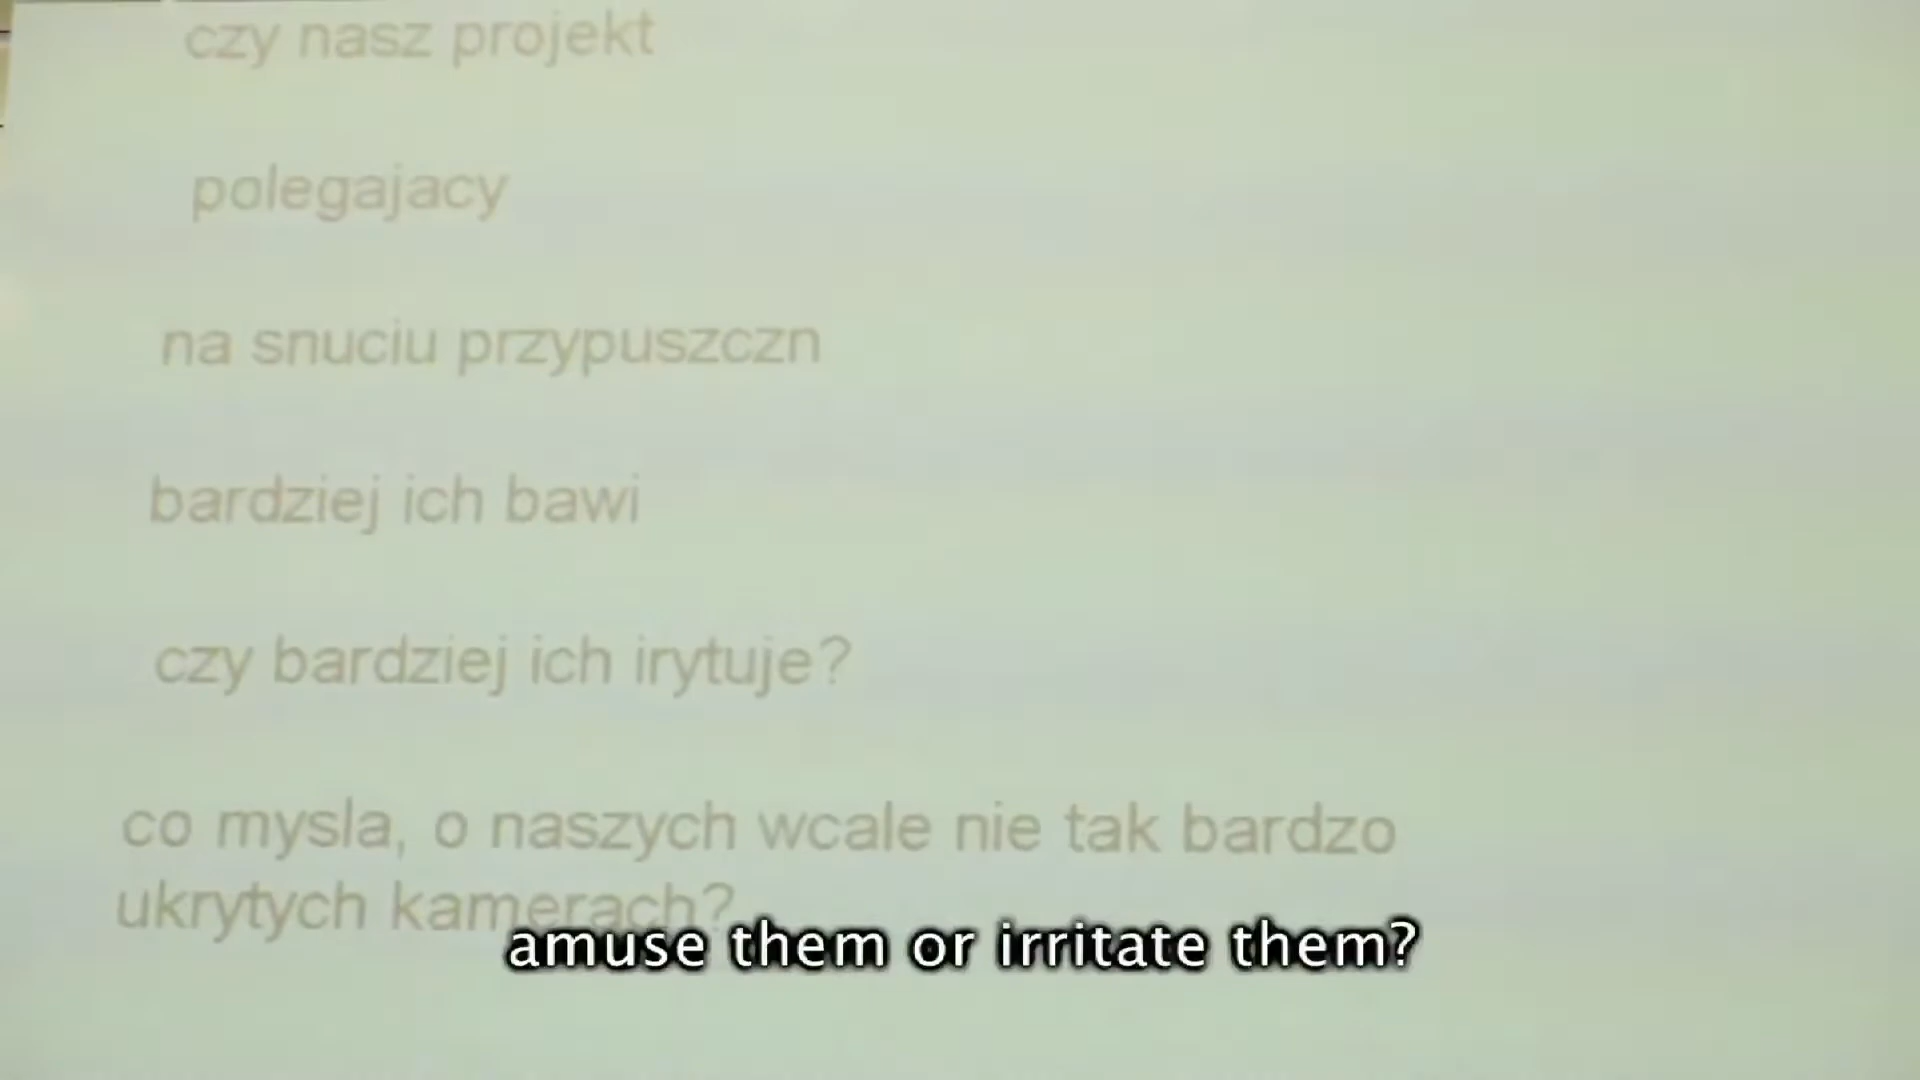 czy nasz projekt
polegajacy
na snuciu przypuszczn
bardziej ich bawi
czy bardziej ich irytuje?
co mysla, o naszych wcale nie tak bardzo
ukrytych kamerach?
amuse them or irritate them?